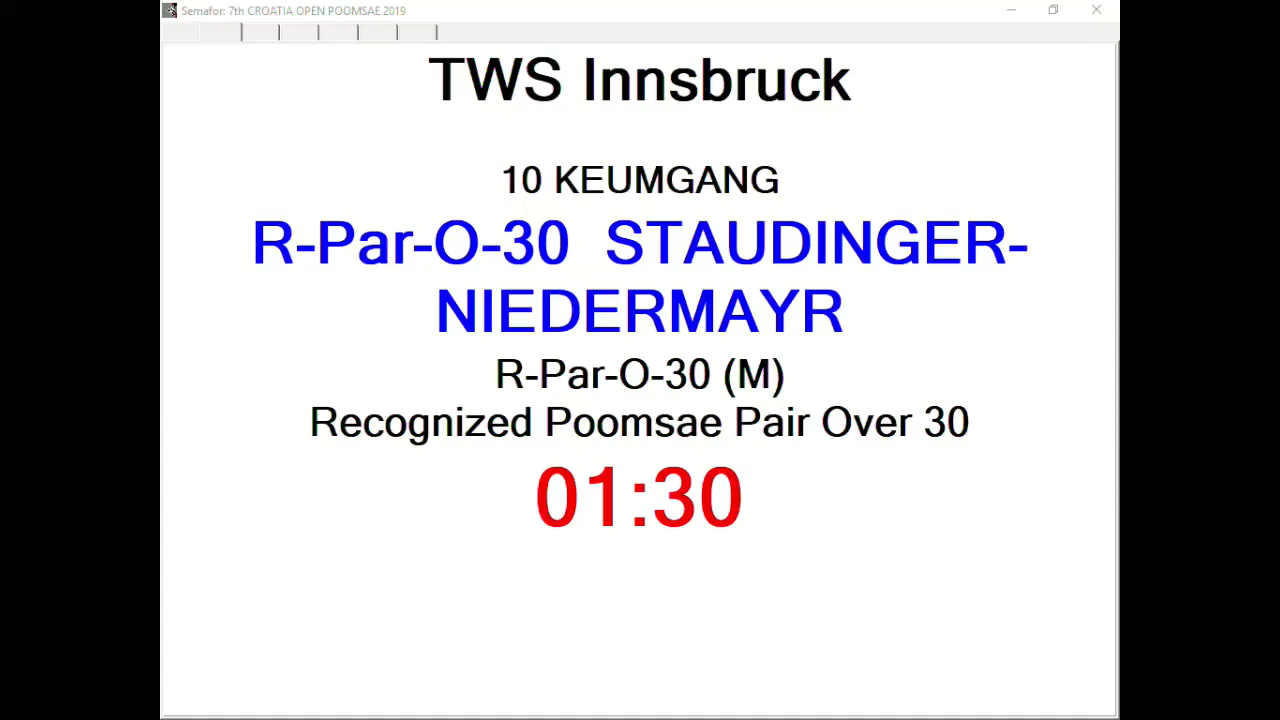 Semafor: 7th CROATIA OPEN POOMSAE 2019
TWS Innsbruck
10 KEUMGANG
R-Par-O-30 STAUDINGER-
NIEDERMAYR
R-Par-O-30 (M)
Recognized Poomsae Pair Over 30
01:30